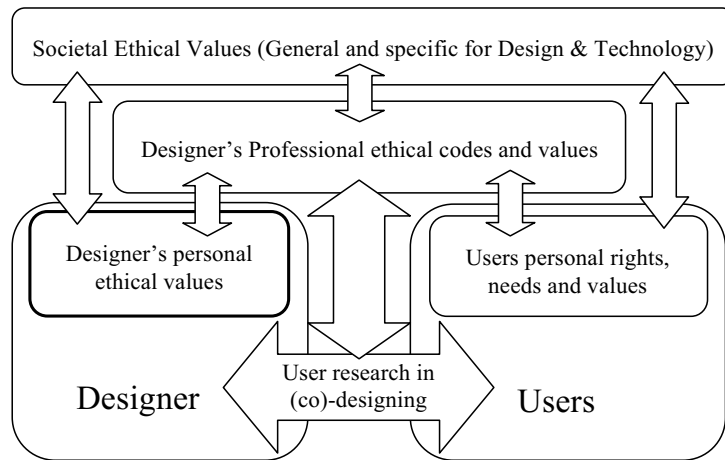 Societal Ethical Values (General and specific for Design & Technology)
Designer's Professional ethical codes and values
Designer's personal
ethical values
Users personal rights,
needs and values
User research in
(co)-designing
Designer
Users